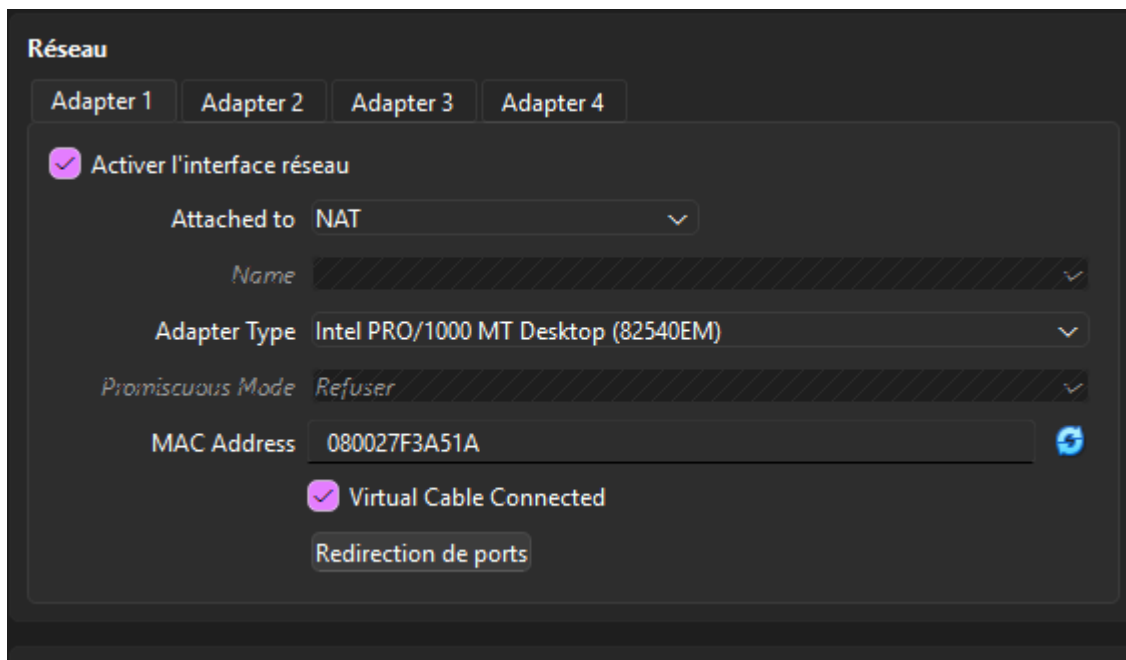 Réseau
Adapter 1 Adapter 2 Adapter 3 Adapter 4
Activer l'interface réseau
Attached to NAT
Name
Adapter Type Intel PRO/1000 MT Desktop (82540EM)
Promiscuous Mode Refuser
MAC Address 080027F3A51A
Virtual Cable Connected
Redirection de ports